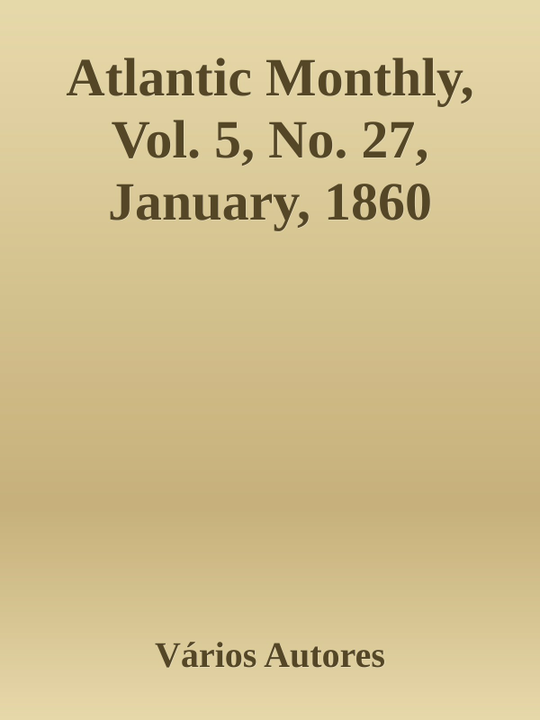 Atlantic Monthly,
Vol. 5, No. 27,
January, 1860
Vários Autores